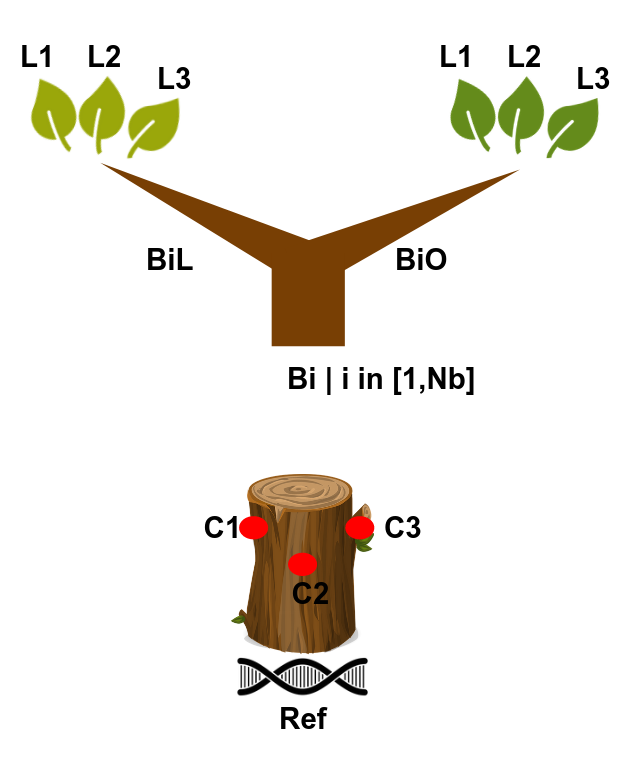 L1 L2 L3
L1 L2 L3
BiL
BiO
Bi | i in [1,Nb]
C1
C3
C2
Ref